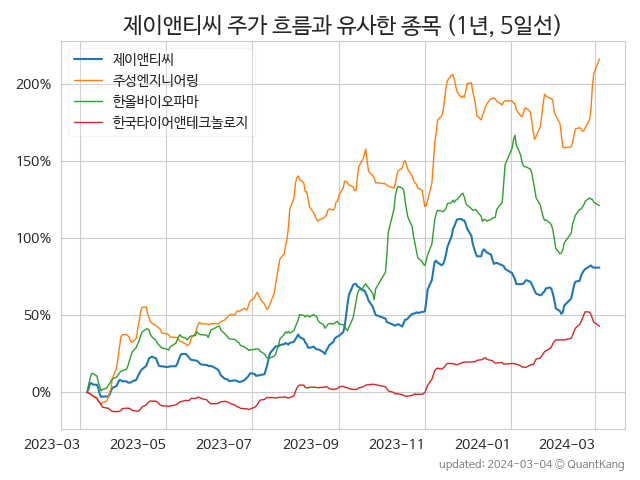 제이앤티씨 주가 흐름과 유사한 종목 (1년, 5일선)
제이앤티씨
주성엔지니어링
한올바이오파마
한국타이어앤테크놀로지
200%
150%
100%
50%
0%
2023-03 2023-05 2023-07 2023-09 2023-11 2024-01 2024-03
updated: 2024-03-04 © QuantKang